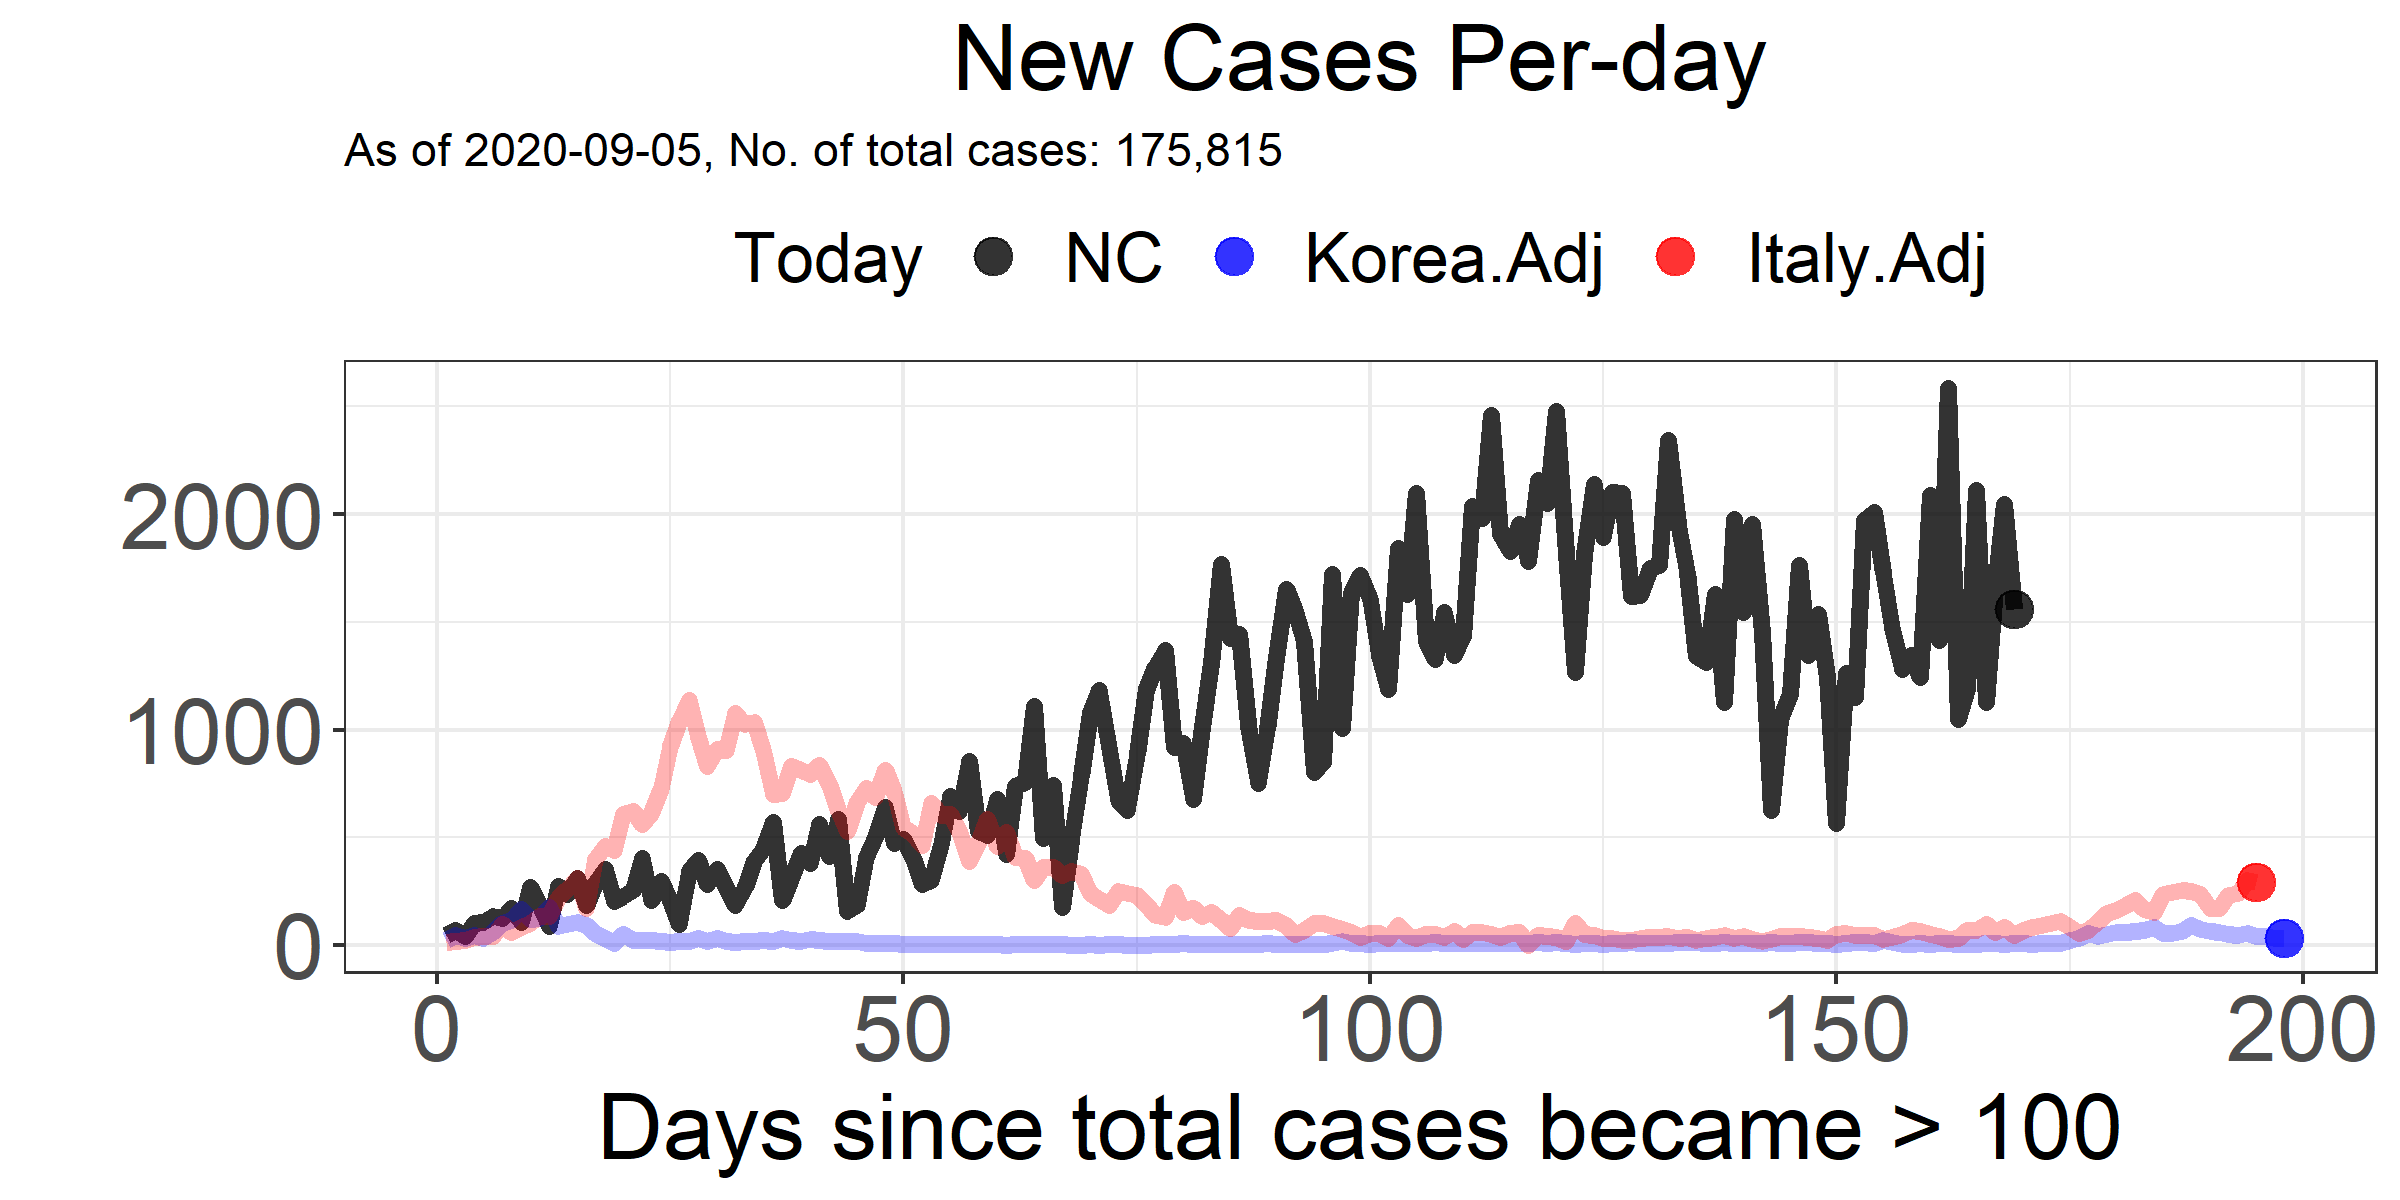 New Cases Per-day
As of 2020-09-05, No. of total cases: 175,815
Today NC Korea.Adj Italy.Adj
2000
1000
0
0 50 100 150 200
Days since total cases became > 100